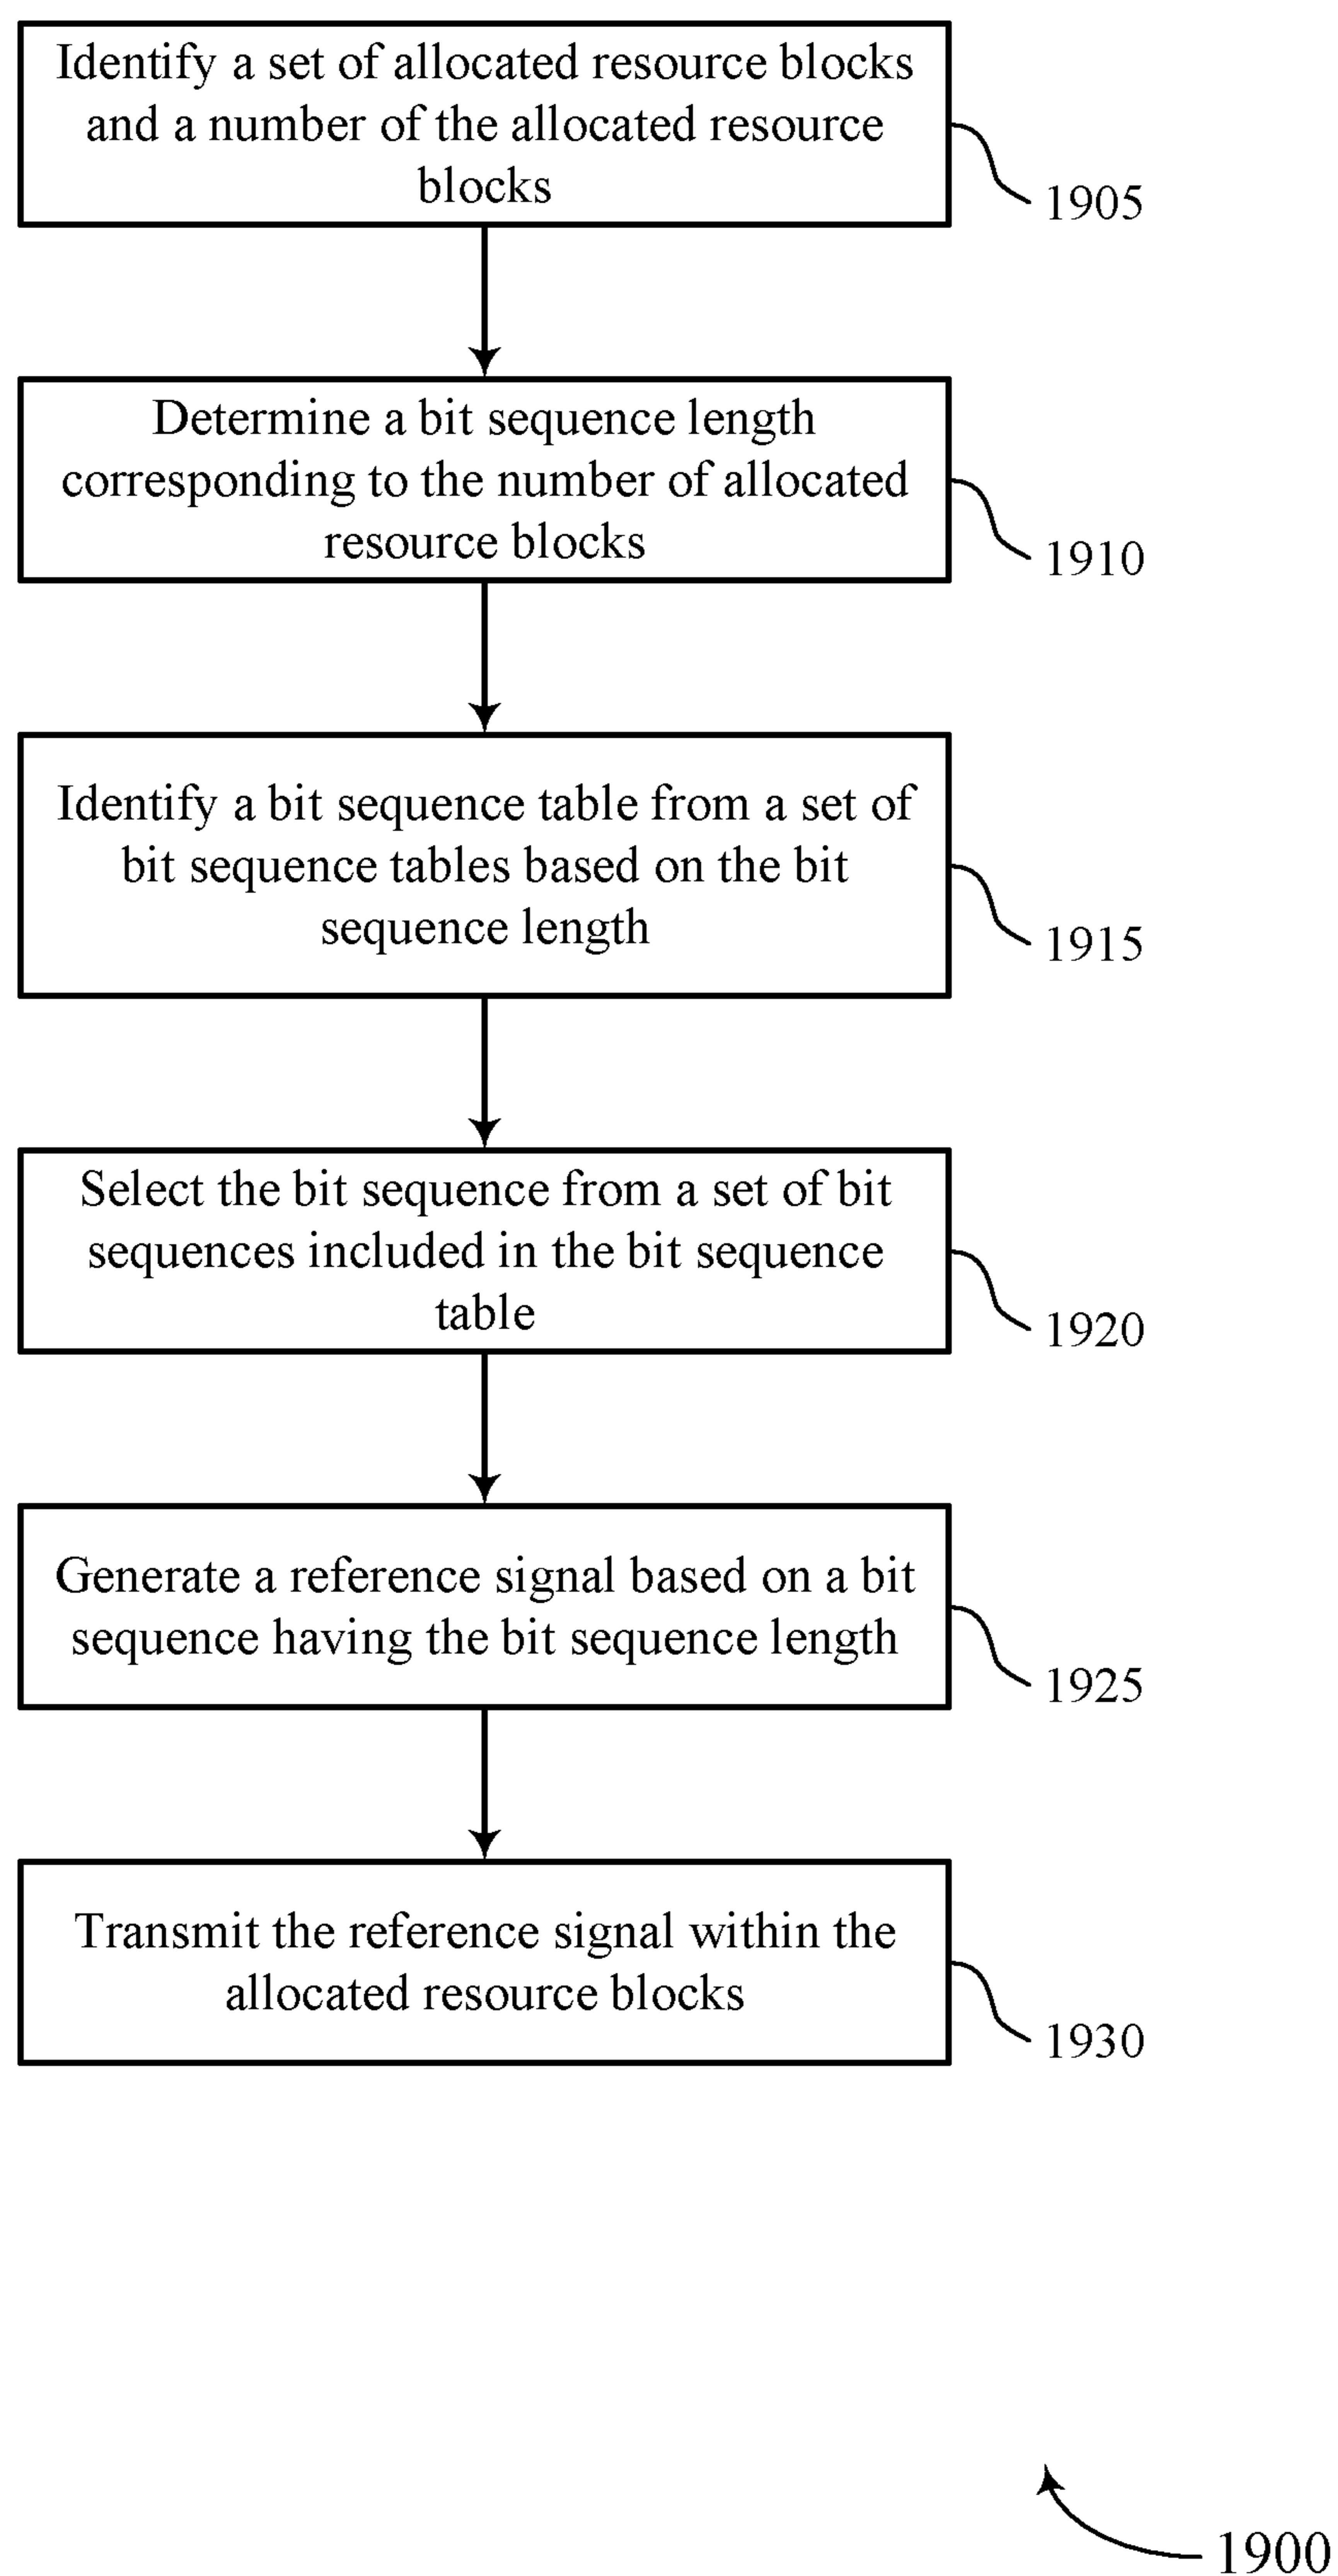 Identify a set of allocated resource blocks
and a number of the allocated resource
blocks
1905
Determine a bit sequence length
corresponding to the number of allocated
resource blocks
1910
Identify a bit sequence table from a set of
bit sequence tables based on the bit
sequence length
1915
Select the bit sequence from a set of bit
sequences included in the bit sequence
table
1920
Generate a reference signal based on a bit
sequence having the bit sequence length
1925
Transmit the reference signal within the
allocated resource blocks
1930
1900